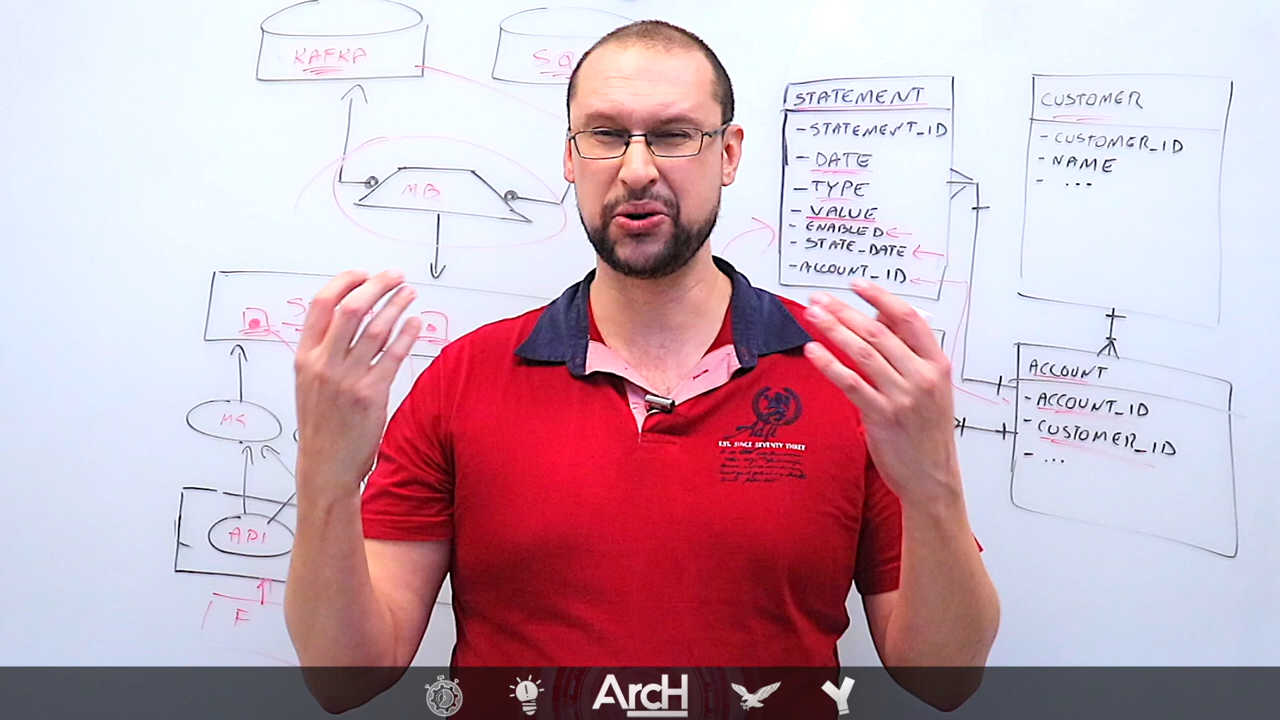 KAFKA
SQ
MB
S
MS
API
F
STATEMENT
- STATEMENT_ID
- DATE
- TYPE
- VALUE
- ENABLED
- STATE_DATE
- ACCOUNT_ID
CUSTOMER
- CUSTOMER_ID
- NAME
- ...
ACCOUNT
- ACCOUNT_ID
- CUSTOMER_ID
- ...
EST. SINCE SEVENTY THREE
ArcH